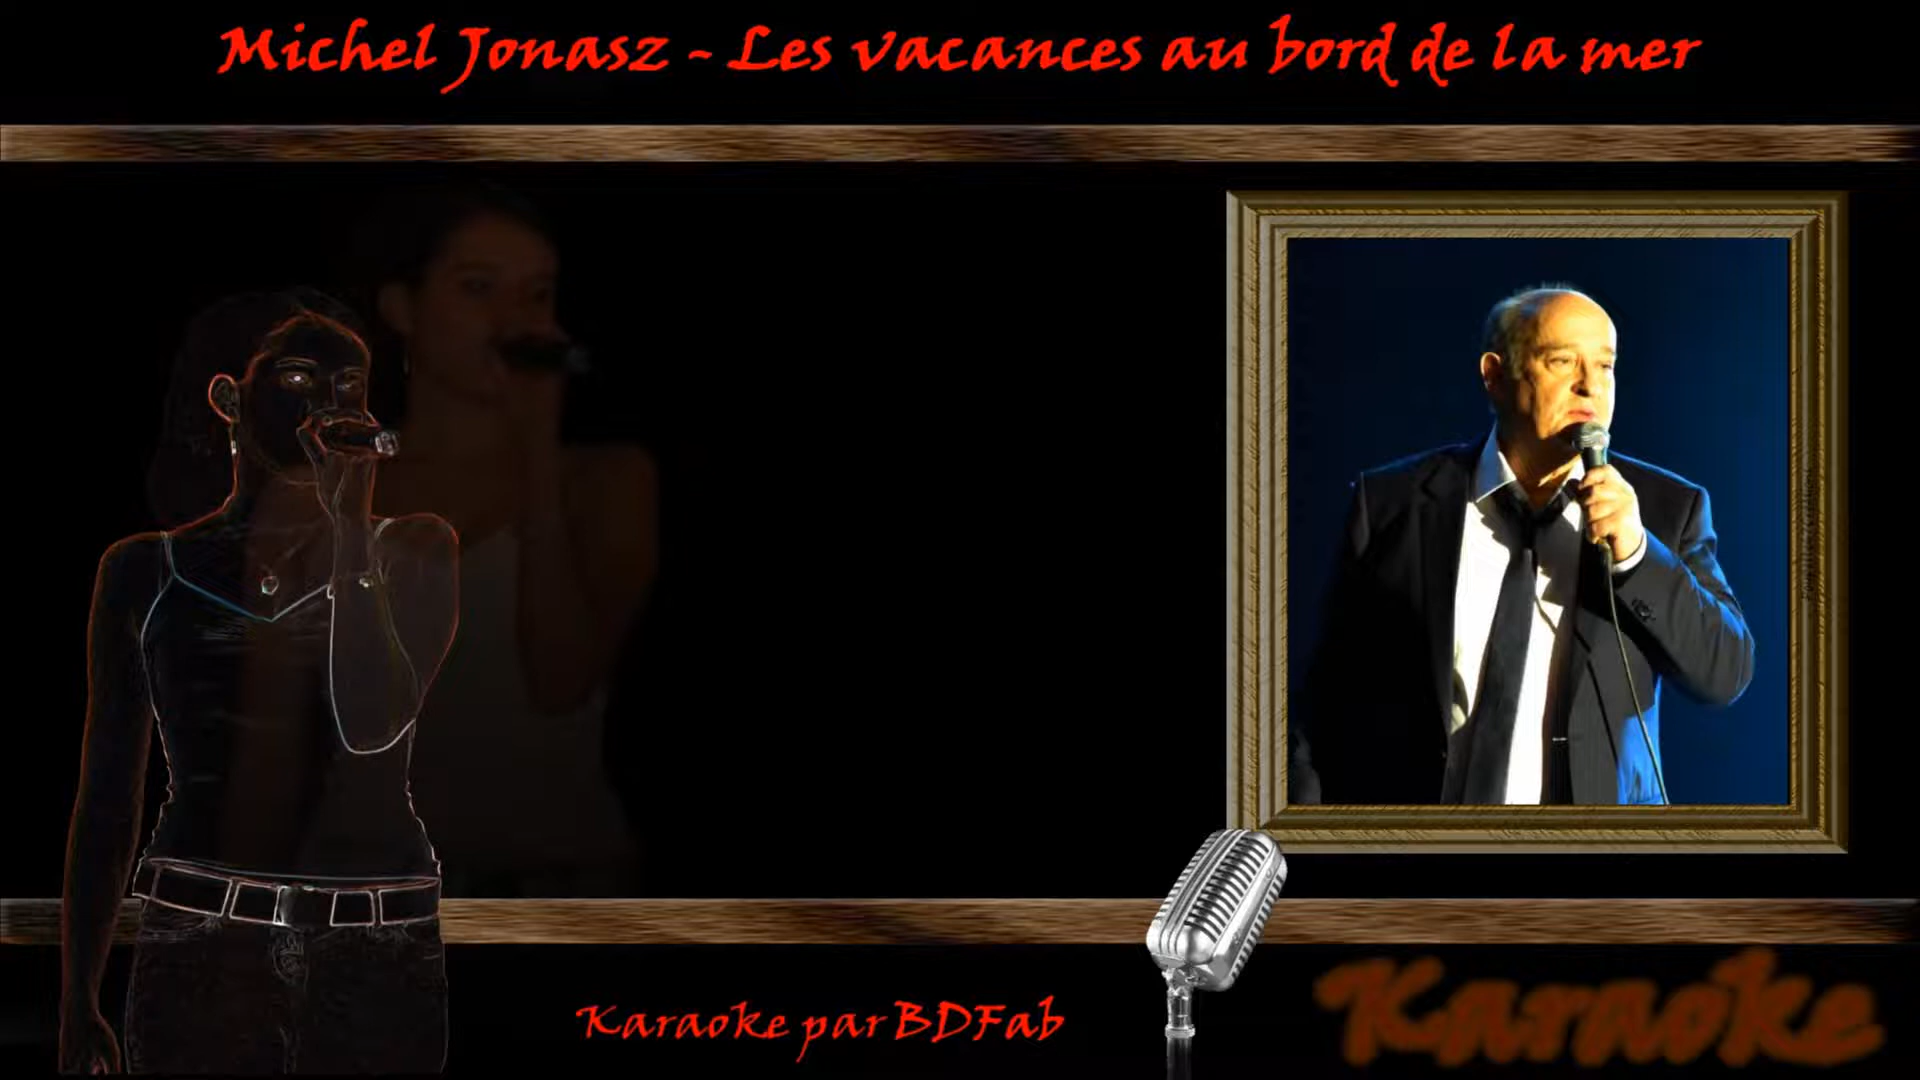 Michel Jonasz - Les vacances au bord de la mer
Karaoke par BDFab
Karaoke